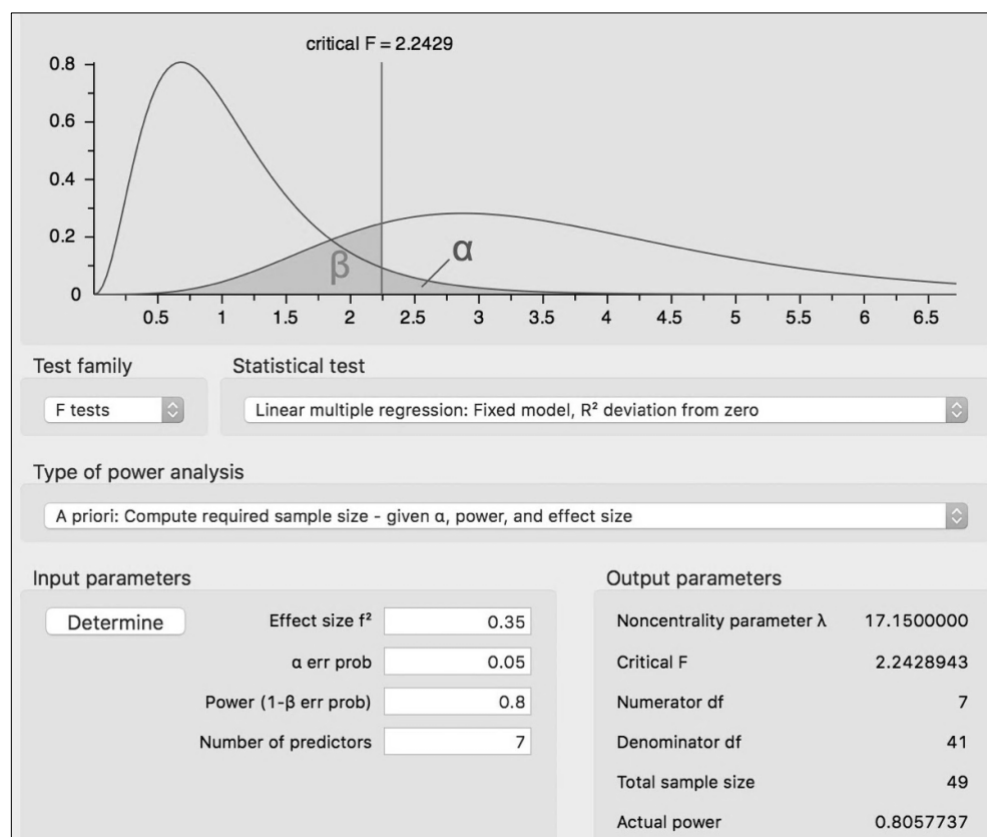 critical F = 2.2429
0.8
0.6
0.4
0.2
0
β
α
0.5 1 1.5 2 2.5 3 3.5 4 4.5 5 5.5 6 6.5
Test family Statistical test
F tests Linear multiple regression: Fixed model, R² deviation from zero
Type of power analysis
A priori: Compute required sample size - given α, power, and effect size
Input parameters Output parameters
Determine Effect size f² 0.35 Noncentrality parameter λ 17.1500000
α err prob 0.05 Critical F 2.2428943
Power (1-β err prob) 0.8 Numerator df 7
Number of predictors 7 Denominator df 41
Total sample size 49
Actual power 0.8057737